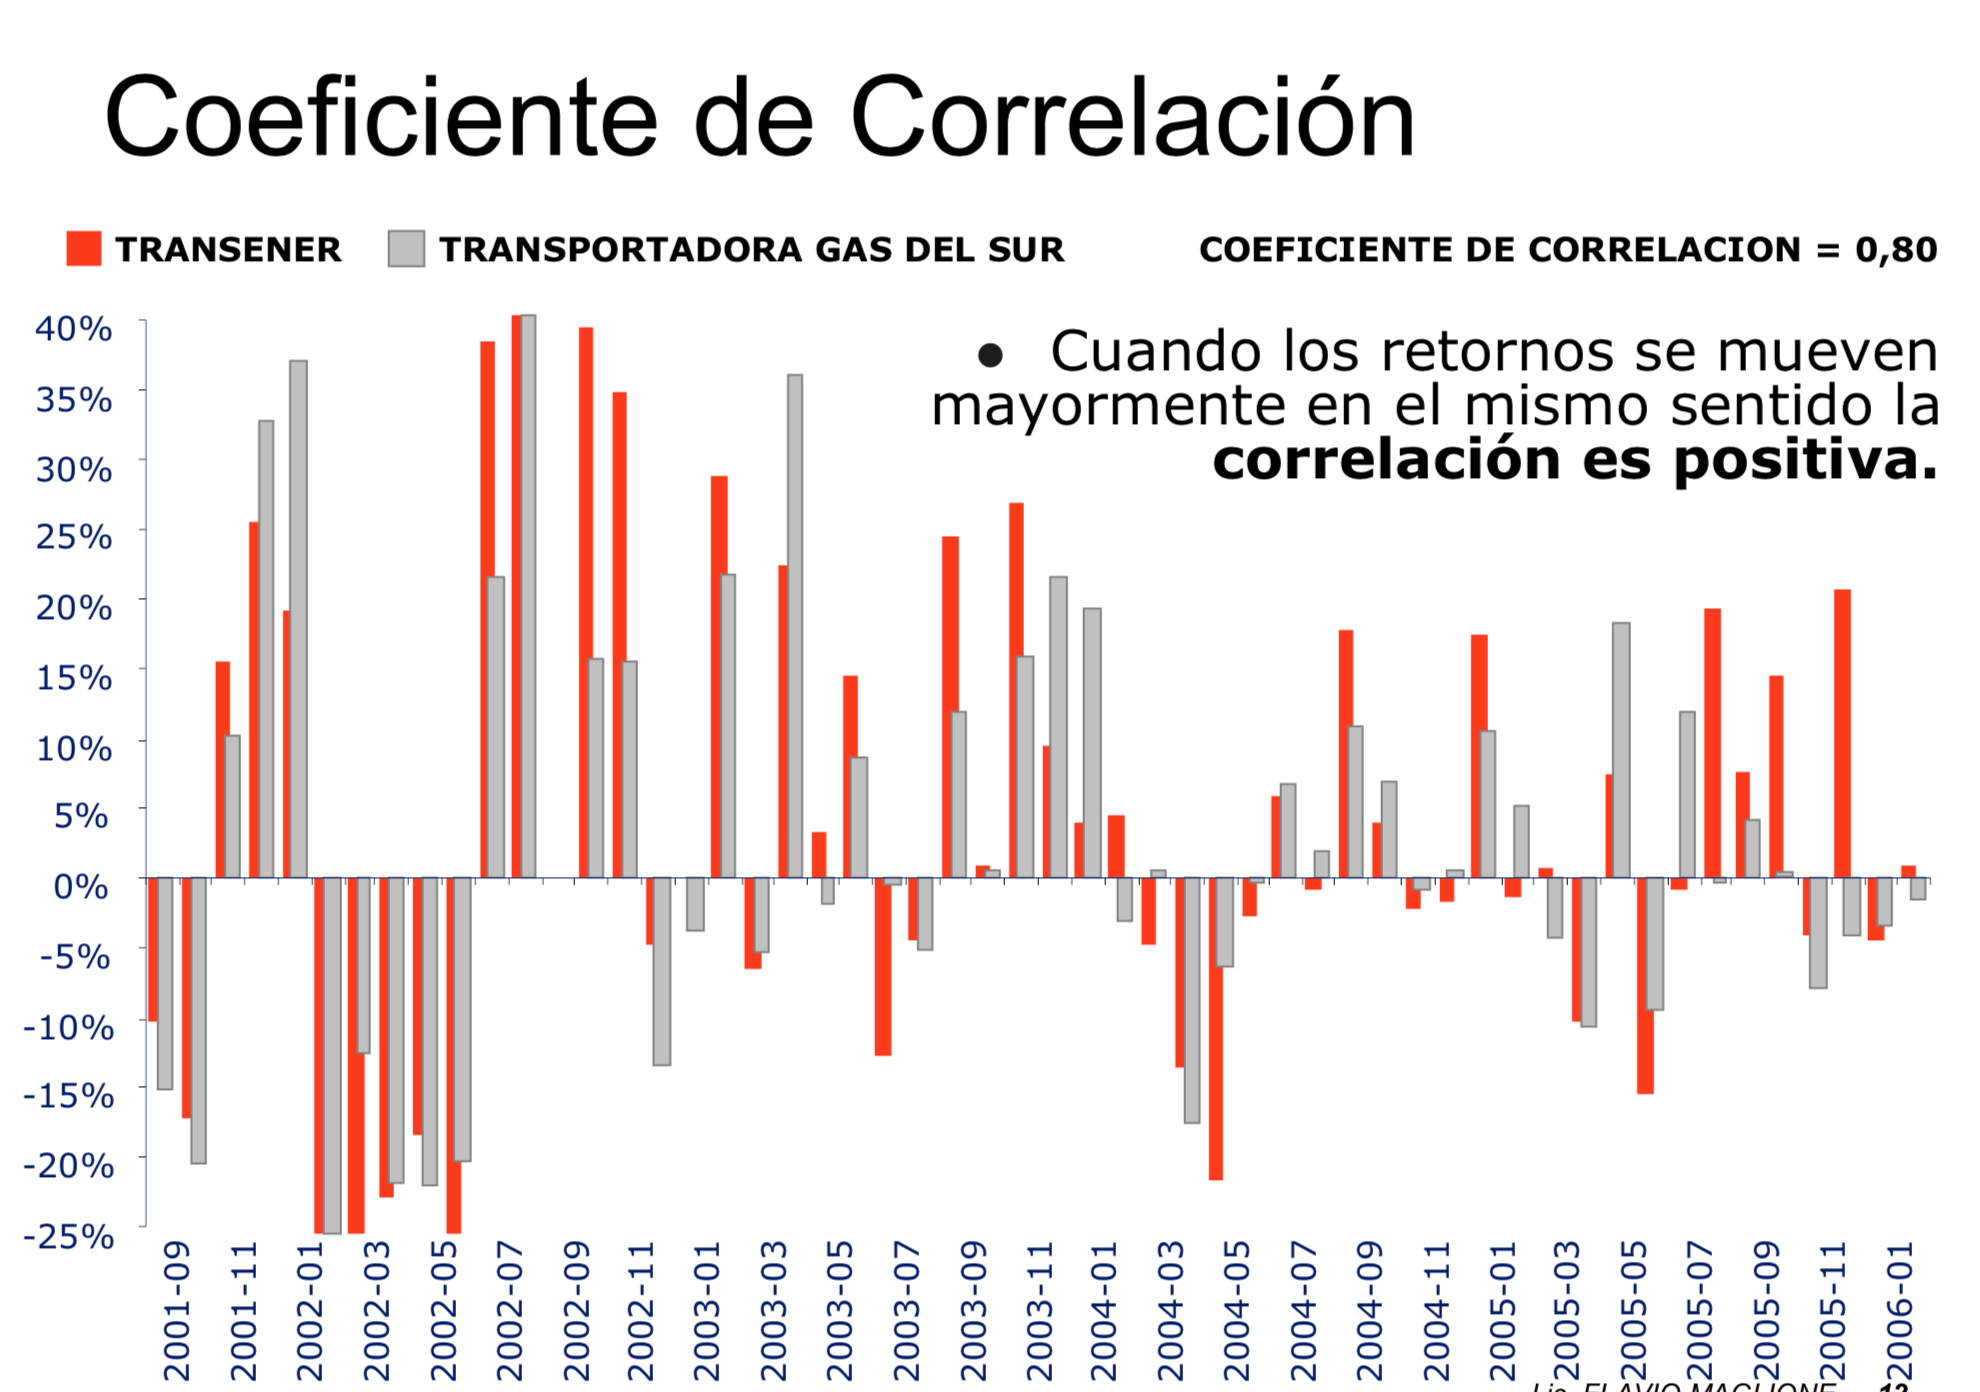 Coeficiente de Correlación
TRANSENER TRANSPORTADORA GAS DEL SUR COEFICIENTE DE CORRELACION = 0,80
● Cuando los retornos se mueven
mayormente en el mismo sentido la
correlación es positiva.
40%
35%
30%
25%
20%
15%
10%
5%
0%
-5%
-10%
-15%
-20%
-25%
2001-09 2001-11 2002-01 2002-03 2002-05 2002-07 2002-09 2002-11 2003-01 2003-03 2003-05 2003-07 2003-09 2003-11 2004-01 2004-03 2004-05 2004-07 2004-09 2004-11 2005-01 2005-03 2005-05 2005-07 2005-09 2005-11 2006-01
Lic. FLAVIO MAGLIONE 12